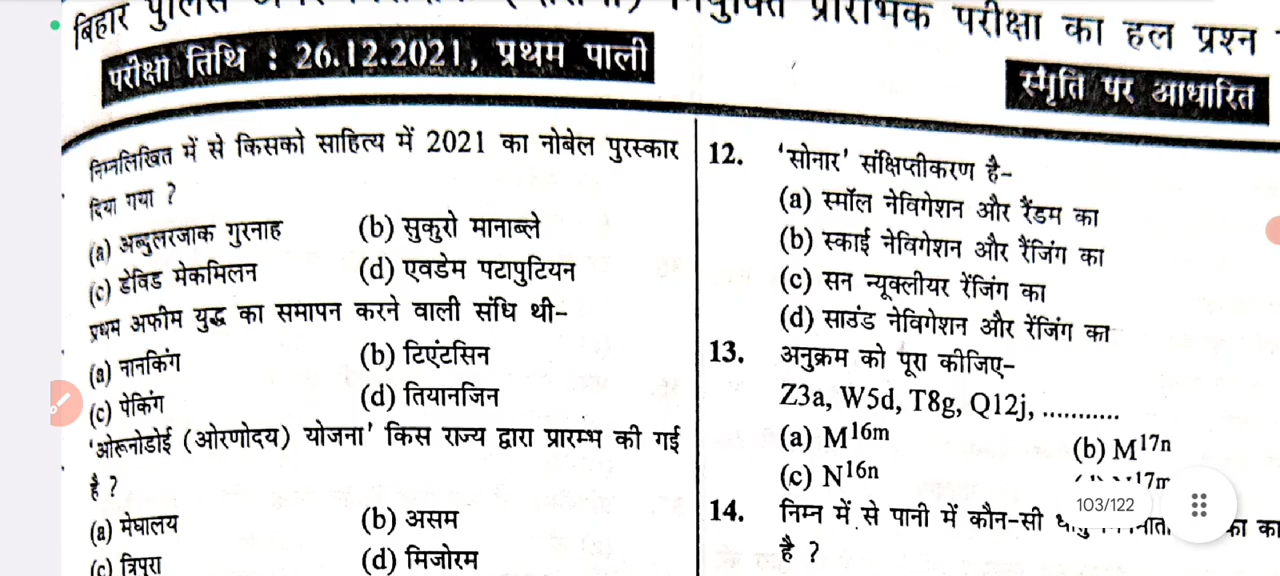 बिहार पुलिस प्रारंभिक परीक्षा का हल प्रश्न
परीक्षा तिथि : 26.12.2021, प्रथम पाली
स्मृति पर आधारित
निम्नलिखित में से किसको साहित्य में 2021 का नोबेल पुरस्कार
दिया गया ?
(a) अब्दुलरजाक गुरनाह (b) सुकुरो मानाब्ले
(c) डेविड मेकमिलन (d) एवडेम पटापुटियन
प्रथम अफीम युद्ध का समापन करने वाली संधि थी–
(a) नानकिंग (b) टिएंटसिन
(c) पेकिंग (d) तियानजिन
'ओरूनोडोई (ओरणोदय) योजना' किस राज्य द्वारा प्रारम्भ की गई
है ?
(a) मेघालय (b) असम
(c) त्रिपुरा (d) मिजोरम
12. 'सोनार' संक्षिप्तीकरण है–
(a) स्मॉल नेविगेशन और रैंडम का
(b) स्काई नेविगेशन और रैंजिंग का
(c) सन न्यूक्लीयर रेंजिंग का
(d) साउंड नेविगेशन और रेंजिंग का
13. अनुक्रम को पूरा कीजिए–
Z3a, W5d, T8g, Q12j, ...........
(a) M16m (b) M17n
(c) N16n 17m
103/122
14. निम्न में से पानी में कौन-सी
है ?